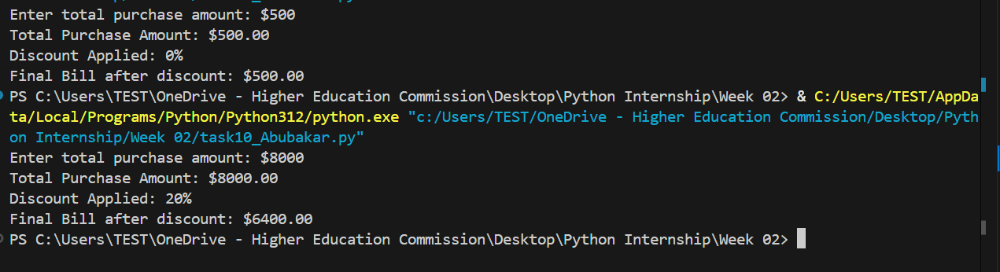 Enter total purchase amount: $500
Total Purchase Amount: $500.00
Discount Applied: 0%
Final Bill after discount: $500.00
PS C:\Users\TEST\OneDrive - Higher Education Commission\Desktop\Python Internship\Week 02> & C:/Users/TEST/AppDa
ta/Local/Programs/Python/Python312/python.exe "c:/Users/TEST/OneDrive - Higher Education Commission/Desktop/Pyth
on Internship/Week 02/task10_Abubakar.py"
Enter total purchase amount: $8000
Total Purchase Amount: $8000.00
Discount Applied: 20%
Final Bill after discount: $6400.00
PS C:\Users\TEST\OneDrive - Higher Education Commission\Desktop\Python Internship\Week 02>